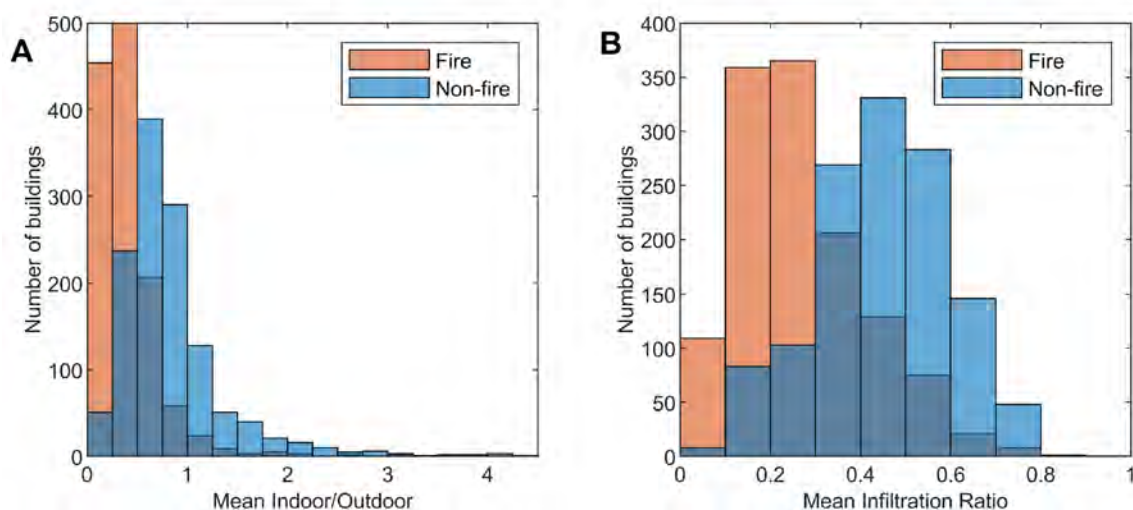 A
Number of buildings
500
400
300
200
100
0
Fire
Non-fire
0 1 2 3 4
Mean Indoor/Outdoor
B
Number of buildings
400
350
300
250
200
150
100
50
0
Fire
Non-fire
0 0.2 0.4 0.6 0.8 1
Mean Infiltration Ratio